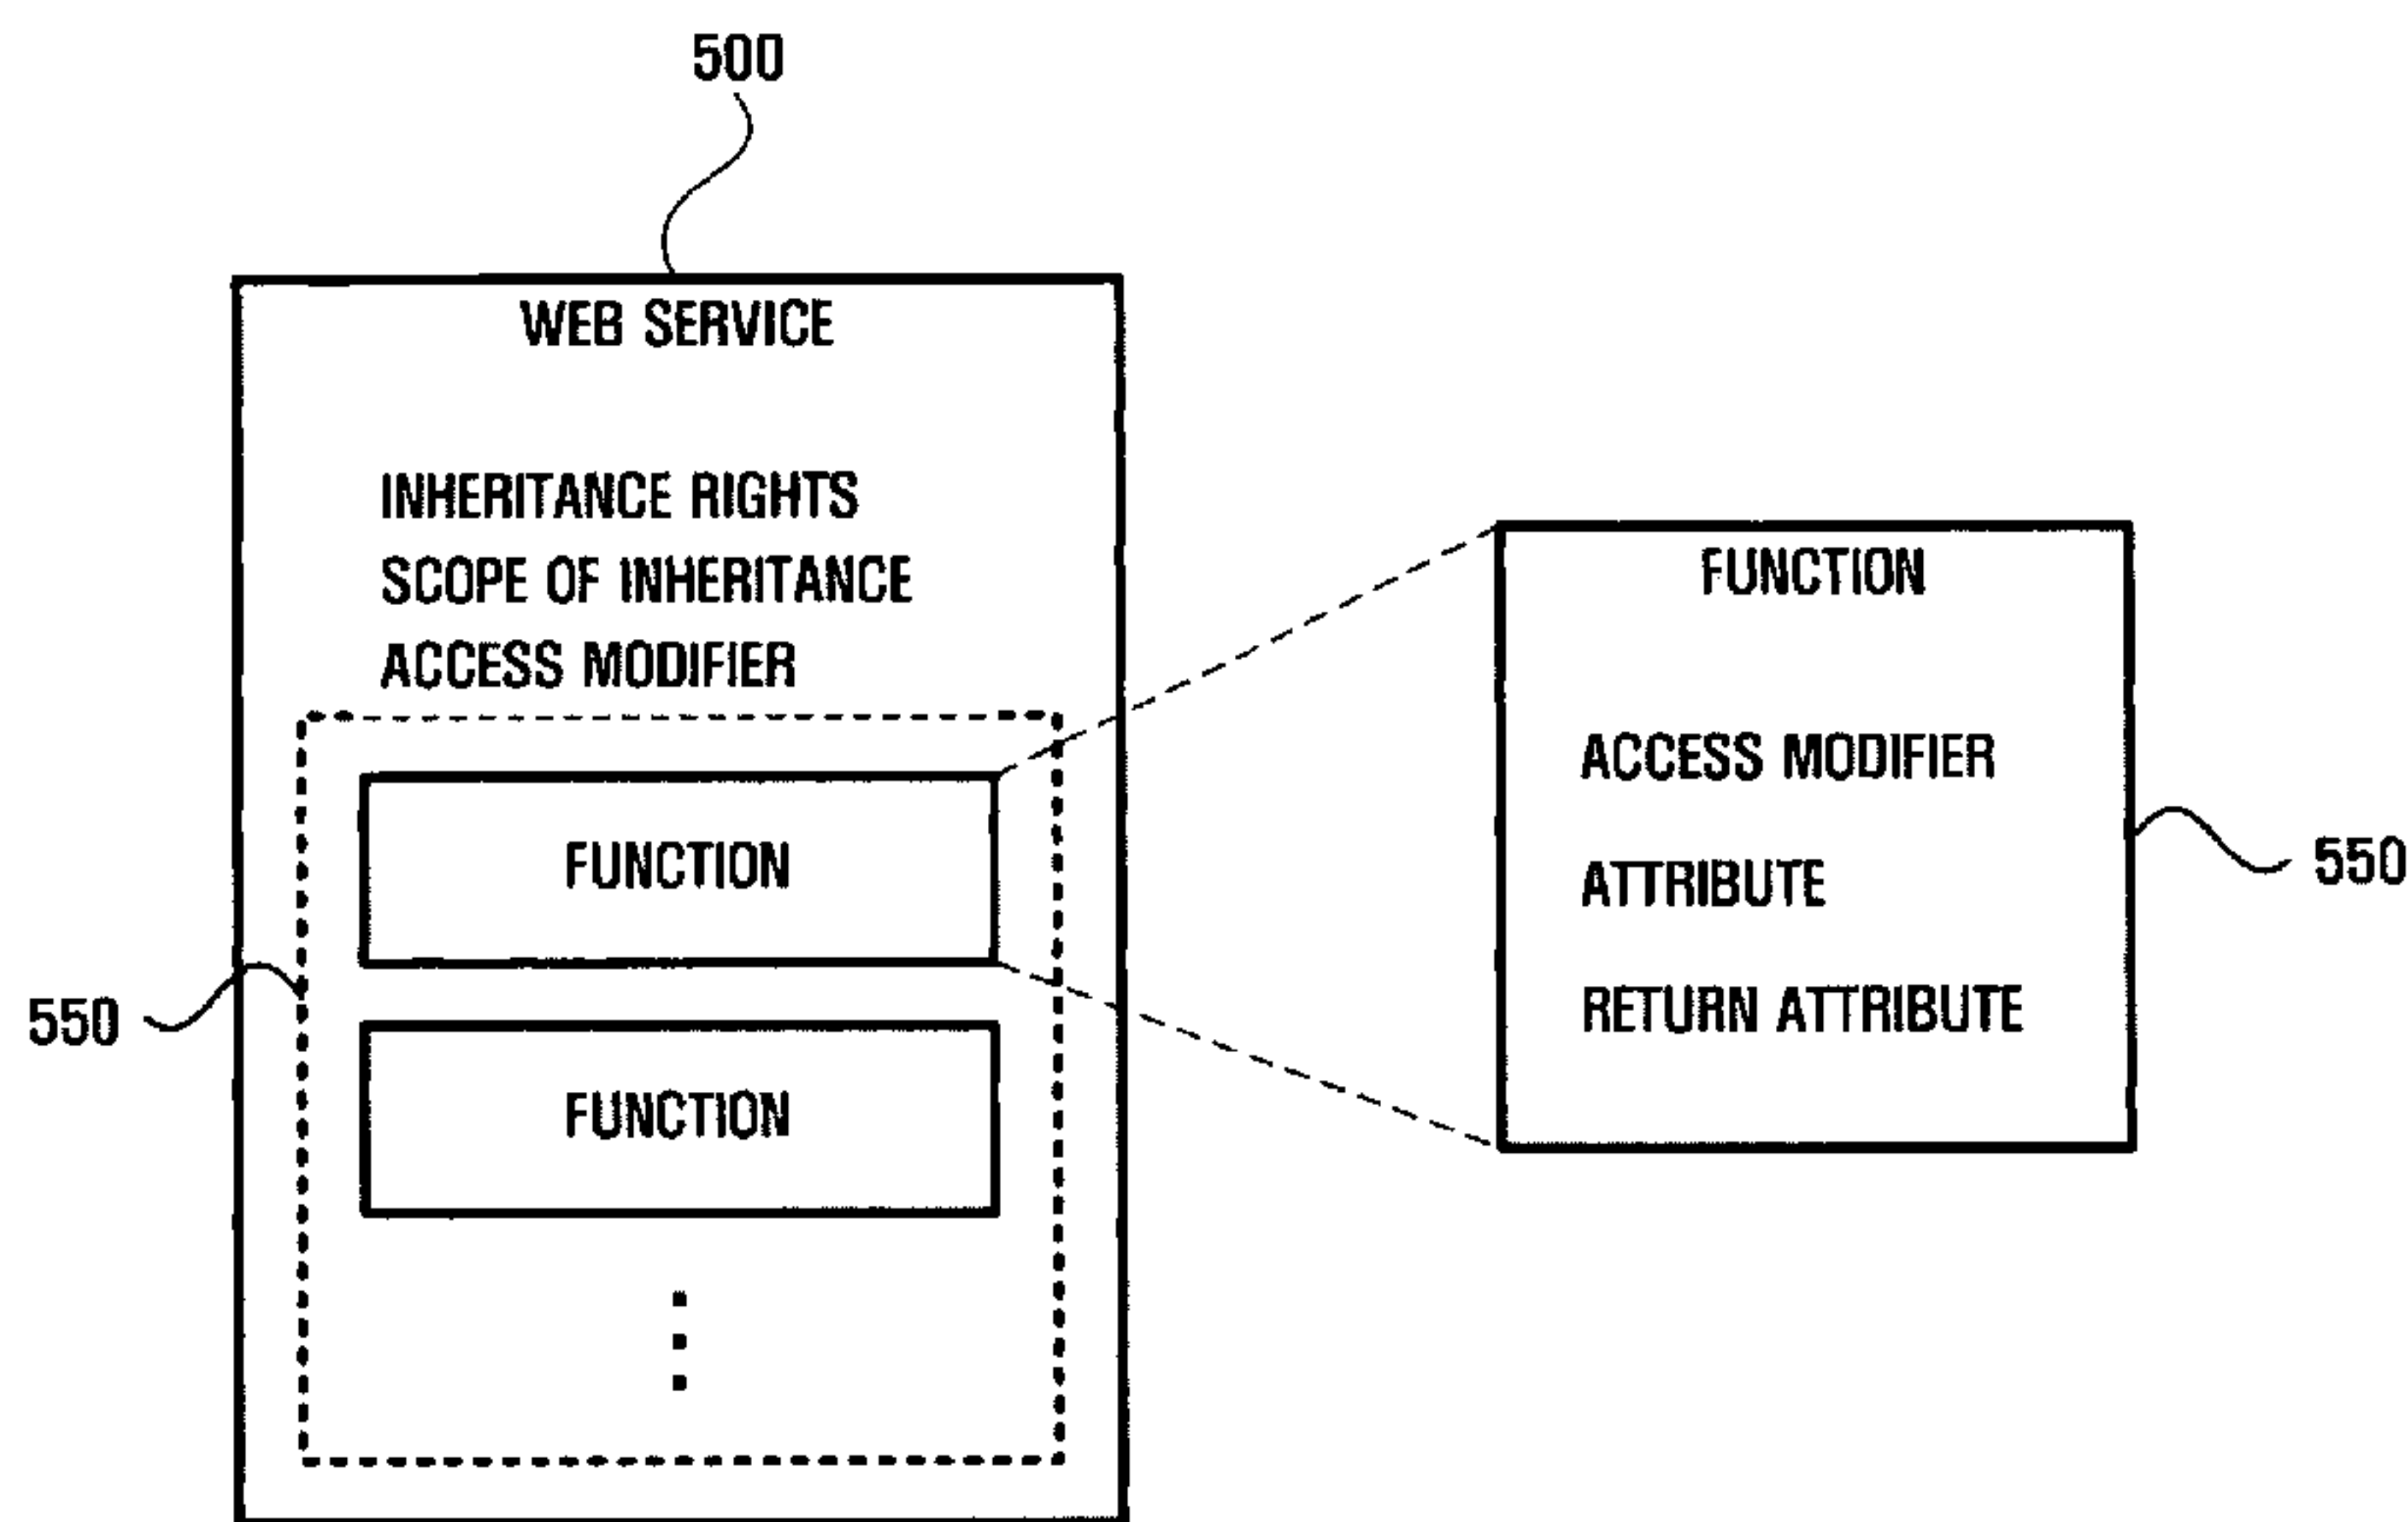 500
WEB SERVICE
INHERITANCE RIGHTS
SCOPE OF INHERITANCE
ACCESS MODIFIER
FUNCTION
FUNCTION
550
FUNCTION
ACCESS MODIFIER
ATTRIBUTE
RETURN ATTRIBUTE
550